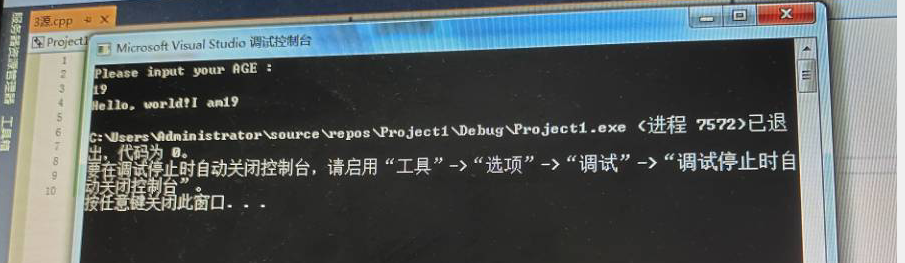 3源.cpp
Project1
服务器资源管理器 工具箱
Microsoft Visual Studio 调试控制台
1
2
3
4
5
6
7
8
9
10
Please input your AGE :
19
Hello, world!I am19
C:\Users\Administrator\source\repos\Project1\Debug\Project1.exe (进程 7572)已退
出，代码为 0。
要在调试停止时自动关闭控制台，请启用“工具”->“选项”->“调试”->“调试停止时自
动关闭控制台”。
按任意键关闭此窗口. . .